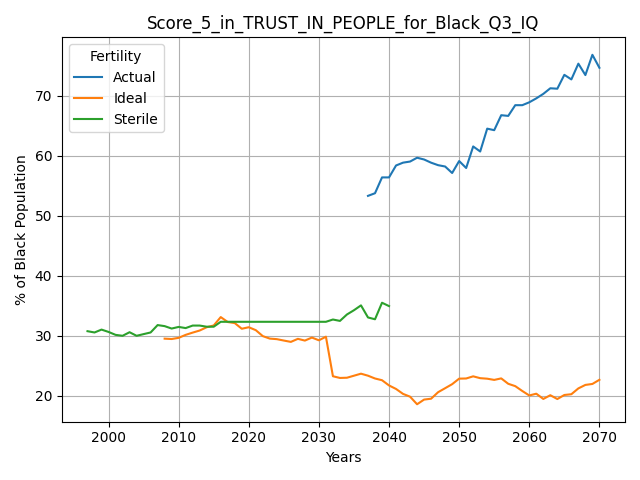 Score_5_in_TRUST_IN_PEOPLE_for_Black_Q3_IQ
Fertility
Actual
Ideal
Sterile
% of Black Population
70
60
50
40
30
20
2000 2010 2020 2030 2040 2050 2060 2070
Years